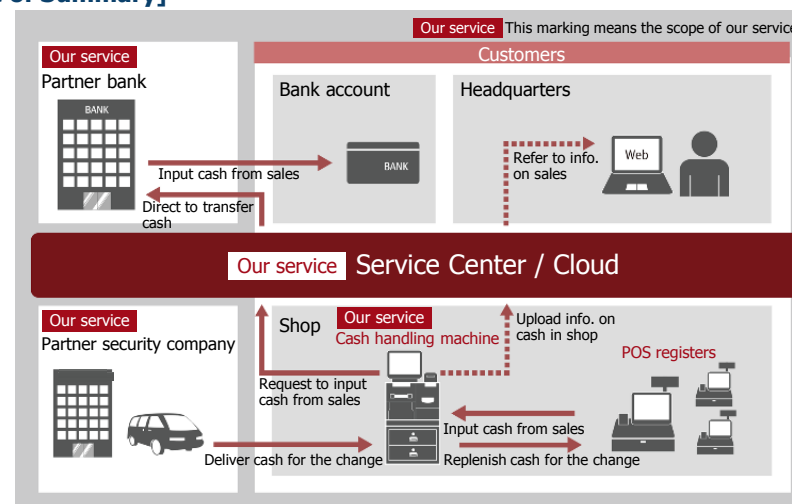 Summary]
Our service This marking means the scope of our service
Customers
Our service
Partner bank
BANK
Bank account
BANK
Headquarters
Web
Input cash from sales
Direct to transfer
cash
Refer to info.
on sales
Our service Service Center / Cloud
Our service
Partner security company
Shop
Our service
Cash handling machine
Upload info. on
cash in shop
POS registers
Request to input
cash from sales
Input cash from sales
Deliver cash for the change
Replenish cash for the change